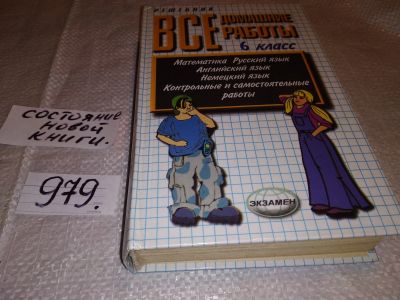 РЕШЕБНИК
ВСЕ ДОМАШНИЕ
РАБОТЫ
6 класс
Математика Русский язык
Английский язык
Немецкий язык
Контрольные и самостоятельные
работы
ЭКЗАМЕН
СОСТОЯНИЕ
НОВОЙ
КНИГИ.
979.